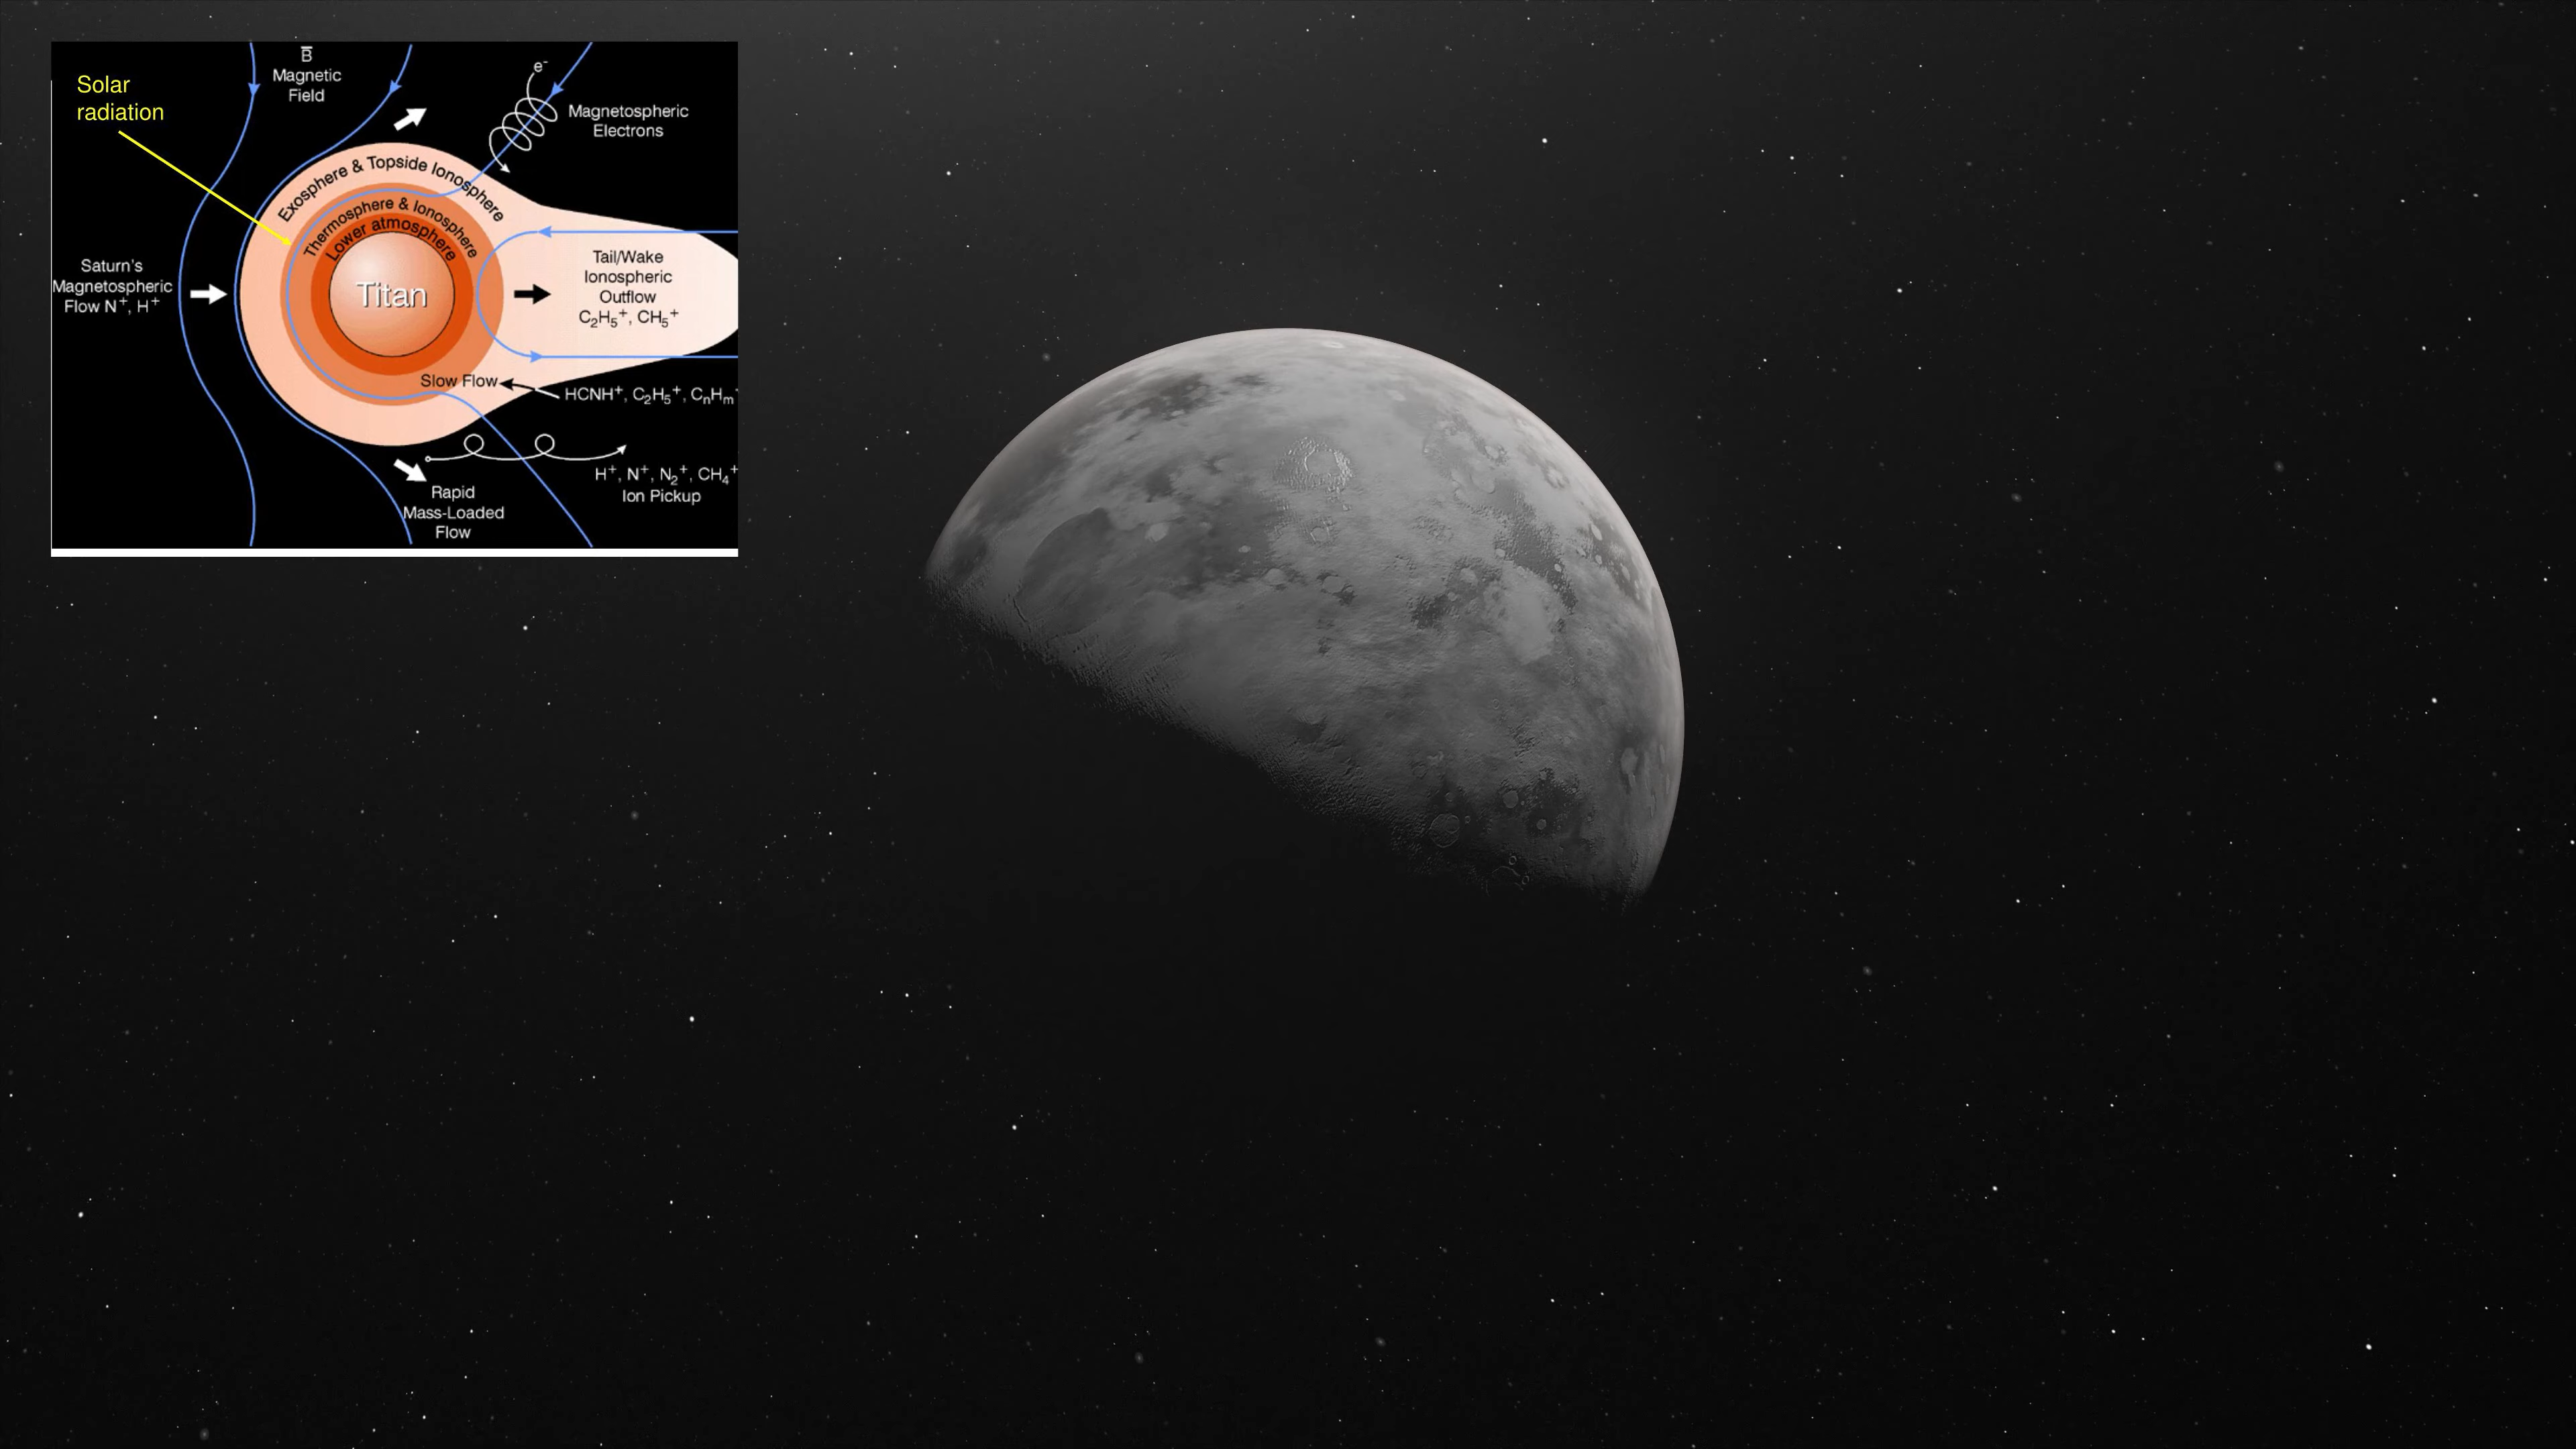 Solar
radiation
B̅
Magnetic
Field
e⁻
Magnetospheric
Electrons
Exosphere & Topside Ionosphere
Thermosphere & Ionosphere
Lower atmosphere
Titan
Saturn's
Magnetospheric
Flow N⁺, H⁺
Tail/Wake
Ionospheric
Outflow
C₂H₅⁺, CH₅⁺
Slow Flow
HCNH⁺, C₂H₅⁺, CₙHₘ⁺
H⁺, N⁺, N₂⁺, CH₄⁺
Ion Pickup
Rapid
Mass-Loaded
Flow